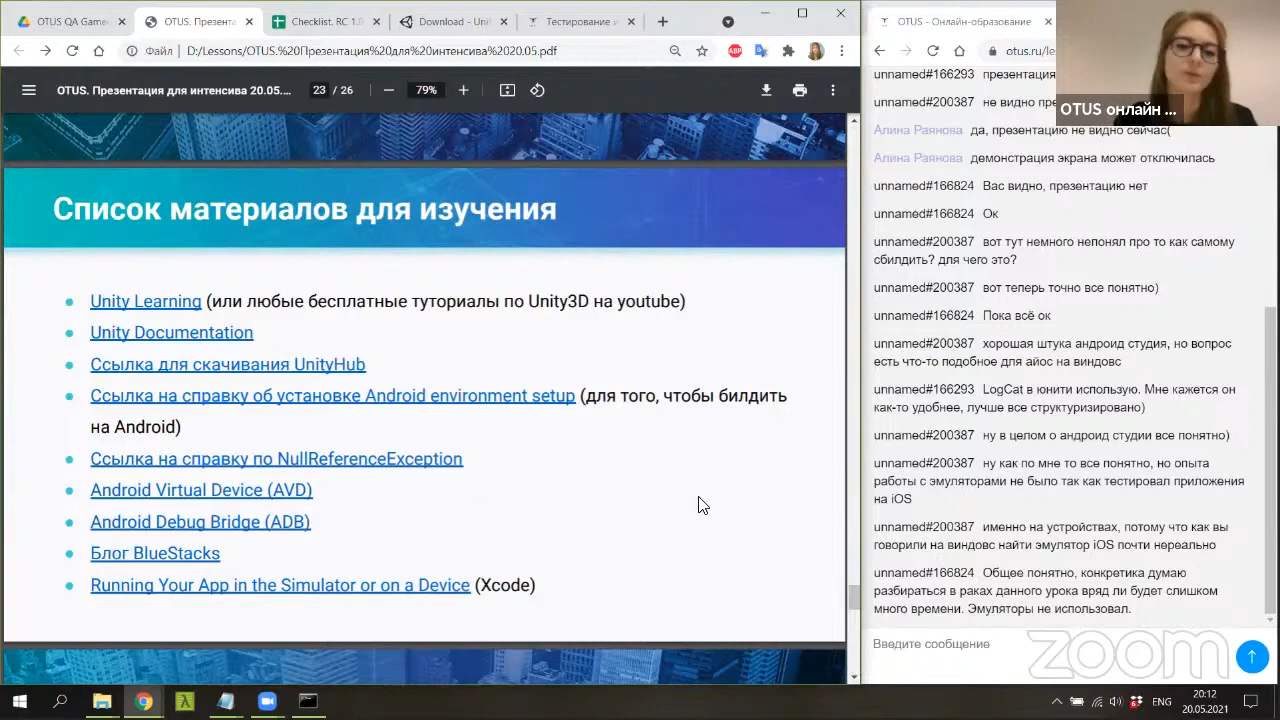 OTUS QA Game
OTUS. Презента
Checklist. RC 1.0
Download - Uni
Тестирование и
OTUS - Онлайн-образование
Файл | D:/Lessons/OTUS.%20Презентация%20для%20интенсива%2020.05.pdf
ABP
otus.ru/le
OTUS. Презентация для интенсива 20.05....
23 / 26
79%
OTUS онлайн ...
Список материалов для изучения
Unity Learning (или любые бесплатные туториалы по Unity3D на youtube)
Unity Documentation
Ссылка для скачивания UnityHub
Ссылка на справку об установке Android environment setup (для того, чтобы билдить
на Android)
Ссылка на справку по NullReferenceException
Android Virtual Device (AVD)
Android Debug Bridge (ADB)
Блог BlueStacks
Running Your App in the Simulator or on a Device (Xcode)
unnamed#166293 презентация
unnamed#200387 не видно пре
Алина Раянова да, презентацию не видно сейчас(
Алина Раянова демонстрация экрана может отключилась
unnamed#166824 Вас видно, презентацию нет
unnamed#166824 Ок
unnamed#200387 вот тут немного непонял про то как самому
сбилдить? для чего это?
unnamed#200387 вот теперь точно все понятно)
unnamed#166824 Пока всё ок
unnamed#200387 хорошая штука андроид студия, но вопрос
есть что-то подобное для айос на виндовс
unnamed#166293 LogCat в юнити использую. Мне кажется он
как-то удобнее, лучше все структуризировано)
unnamed#200387 ну в целом о андроид студии все понятно)
unnamed#200387 ну как по мне то все понятно, но опыта
работы с эмуляторами не было так как тестировал приложения
на iOS
unnamed#200387 именно на устройствах, потому что как вы
говорили на виндовс найти эмулятор iOS почти нереально
unnamed#166824 Общее понятно, конкретика думаю
разбираться в раках данного урока вряд ли будет слишком
много времени. Эмуляторы не использовал.
Введите сообщение
zoom
ENG
20:12
20.05.2021